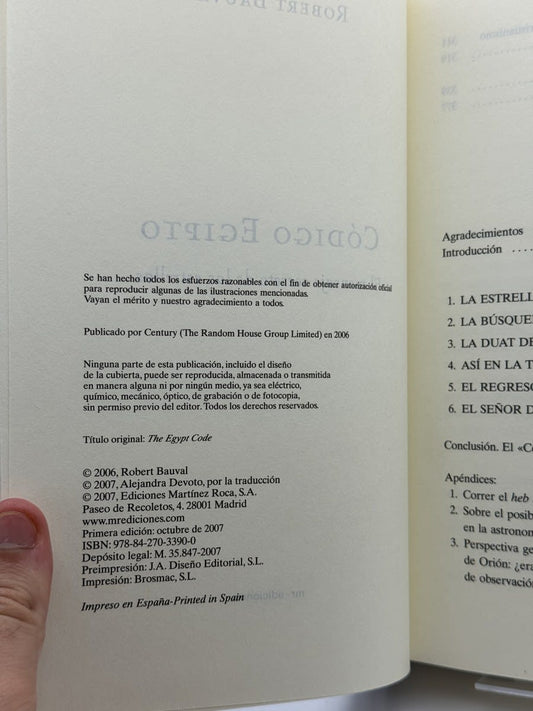 Se han hecho todos los esfuerzos razonables con el fin de obtener autorización oficial
para reproducir algunas de las ilustraciones mencionadas.
Vayan el mérito y nuestro agradecimiento a todos.
Publicado por Century (The Random House Group Limited) en 2006
Ninguna parte de esta publicación, incluido el diseño
de la cubierta, puede ser reproducida, almacenada o transmitida
en manera alguna ni por ningún medio, ya sea eléctrico,
químico, mecánico, óptico, de grabación o de fotocopia,
sin permiso previo del editor. Todos los derechos reservados.
Título original: The Egypt Code
© 2006, Robert Bauval
© 2007, Alejandra Devoto, por la traducción
© 2007, Ediciones Martínez Roca, S.A.
Paseo de Recoletos, 4. 28001 Madrid
www.mrediciones.com
Primera edición: octubre de 2007
ISBN: 978-84-270-3390-0
Depósito legal: M. 35.847-2007
Preimpresión: J.A. Diseño Editorial, S.L.
Impresión: Brosmac, S.L.
Impreso en España-Printed in Spain
ROBERT BAUV
CÓDIGO EGIPTO
Agradecimientos
Introducción ....
1. LA ESTRELL
2. LA BÚSQUE
3. LA DUAT DE
4. ASÍ EN LA T
5. EL REGRESO
6. EL SEÑOR D
Conclusión. El «C
Apéndices:
1. Correr el heb
2. Sobre el posib
en la astronom
3. Perspectiva ge
de Orión: ¿era
de observació